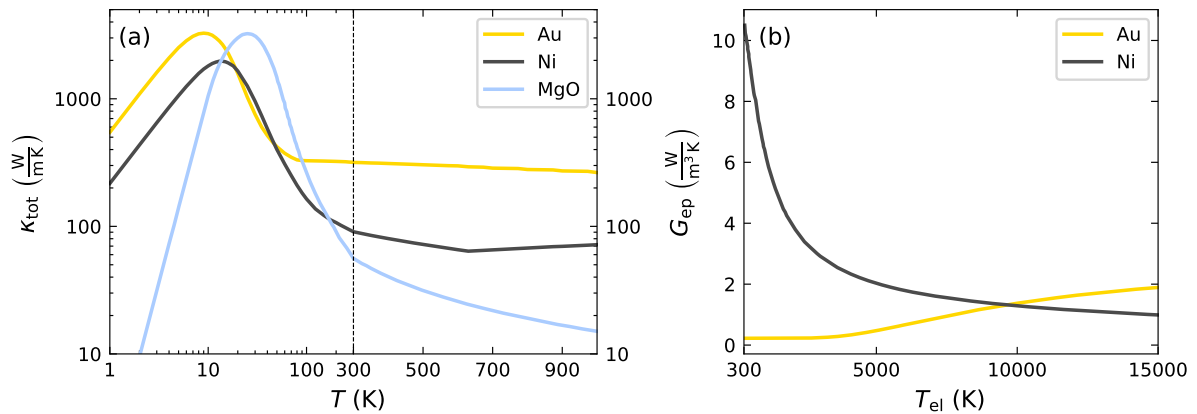 (a)
Au
Ni
MgO
κtot (W/mK)
1000
100
10
1000
100
10
1 10 100 300 500 700 900
T (K)
(b)
Au
Ni
Gep (W/m³K)
10
8
6
4
2
0
300 5000 10000 15000
Tel (K)